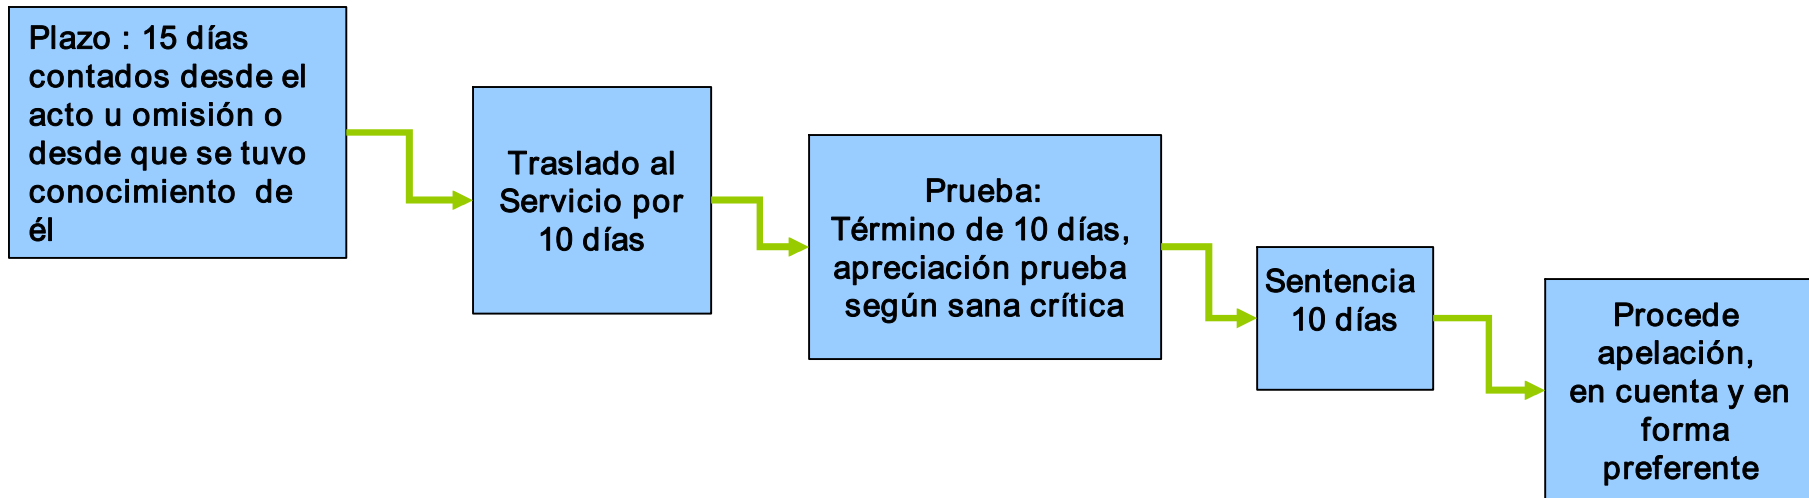 Plazo : 15 días
contados desde el
acto u omisión o
desde que se tuvo
conocimiento de
él
Traslado al
Servicio por
10 días
Prueba:
Término de 10 días,
apreciación prueba
según sana crítica
Sentencia
10 días
Procede
apelación,
en cuenta y en
forma
preferente